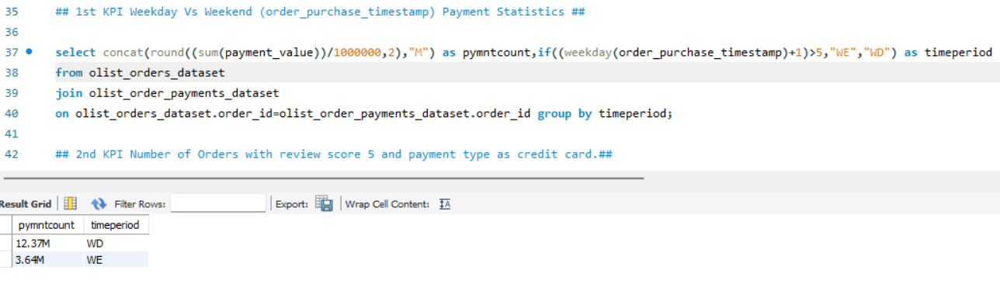 35 ## 1st KPI Weekday Vs Weekend (order_purchase_timestamp) Payment Statistics ##
36
37 select concat(round((sum(payment_value))/1000000,2),"M") as pymntcount,if((weekday(order_purchase_timestamp)+1)>5,"WE","WD") as timeperiod
38 from olist_orders_dataset
39 join olist_order_payments_dataset
40 on olist_orders_dataset.order_id=olist_order_payments_dataset.order_id group by timeperiod;
41
42 ## 2nd KPI Number of Orders with review score 5 and payment type as credit card.##
Result Grid Filter Rows: Export: Wrap Cell Content: IA
pymntcount timeperiod
12.37M WD
3.64M WE